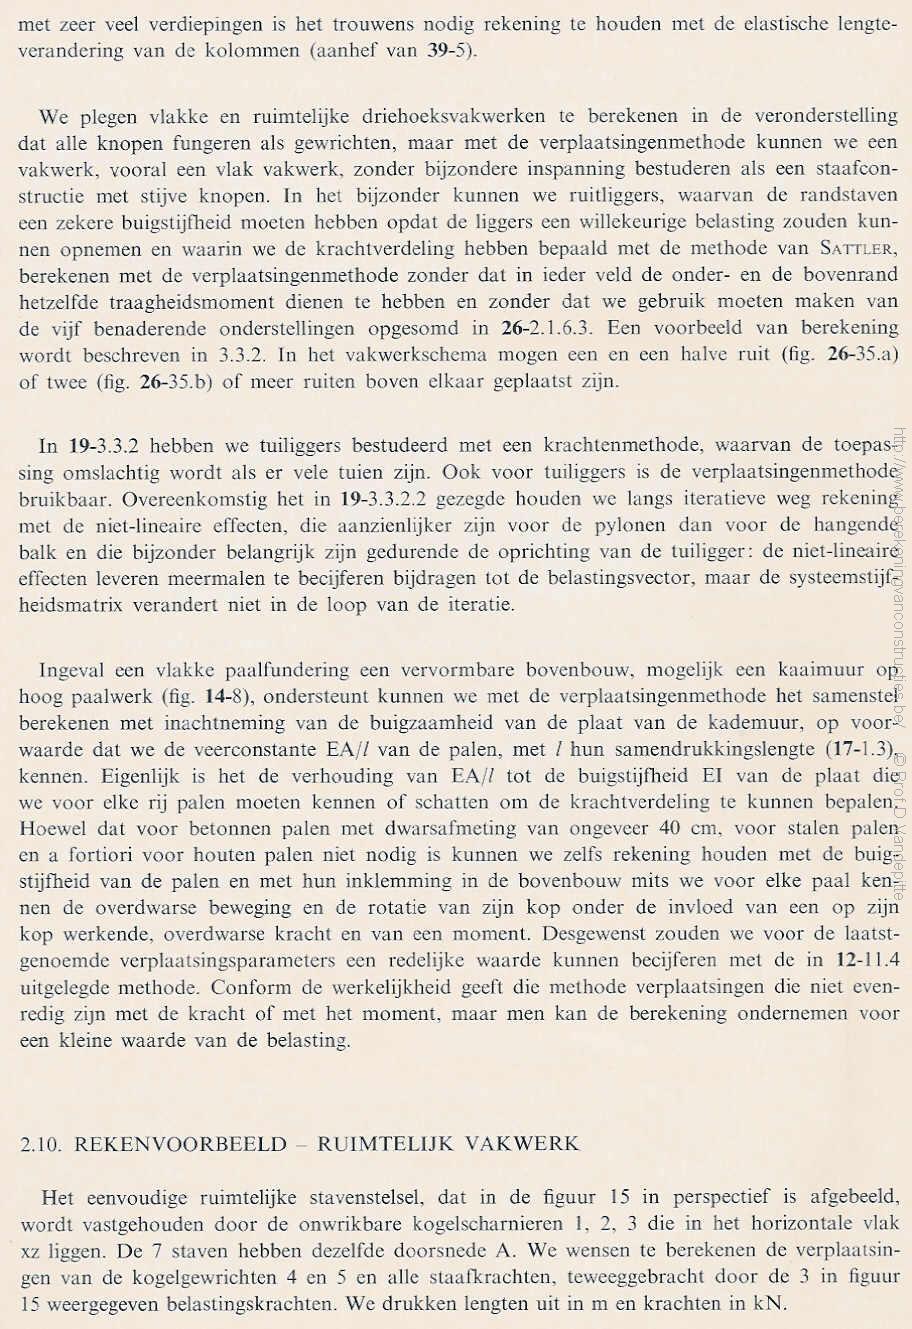 met zeer veel verdiepingen is het trouwens nodig rekening te houden met de elastische lengte-
verandering van de kolommen (aanhef van 39-5).
We plegen vlakke en ruimtelijke driehoeksvakwerken te berekenen in de veronderstelling
dat alle knopen fungeren als gewrichten, maar met de verplaatsingenmethode kunnen we een
vakwerk, vooral een vlak vakwerk, zonder bijzondere inspanning bestuderen als een staafcon-
structie met stijve knopen. In het bijzonder kunnen we ruitliggers, waarvan de randstaven
een zekere buigstijfheid moeten hebben opdat de liggers een willekeurige belasting zouden kun-
nen opnemen en waarin we de krachtverdeling hebben bepaald met de methode van SATTLER,
berekenen met de verplaatsingenmethode zonder dat in ieder veld de onder- en de bovenrand
hetzelfde traagheidsmoment dienen te hebben en zonder dat we gebruik moeten maken van
de vijf benaderende onderstellingen opgesomd in 26-2.1.6.3. Een voorbeeld van berekening
wordt beschreven in 3.3.2. In het vakwerkschema mogen een en een halve ruit (fig. 26-35.a)
of twee (fig. 26-35.b) of meer ruiten boven elkaar geplaatst zijn.
In 19-3.3.2 hebben we tuiliggers bestudeerd met een krachtenmethode, waarvan de toepas-
sing omslachtig wordt als er vele tuien zijn. Ook voor tuiliggers is de verplaatsingenmethode
bruikbaar. Overeenkomstig het in 19-3.3.2.2 gezegde houden we langs iteratieve weg rekening
met de niet-lineaire effecten, die aanzienlijker zijn voor de pylonen dan voor de hangende
balk en die bijzonder belangrijk zijn gedurende de oprichting van de tuiligger: de niet-lineaire
effecten leveren meermalen te becijferen bijdragen tot de belastingsvector, maar de systeemstijf-
heidsmatrix verandert niet in de loop van de iteratie.
Ingeval een vlakke paalfundering een vervormbare bovenbouw, mogelijk een kaaimuur op
hoog paalwerk (fig. 14-8), ondersteunt kunnen we met de verplaatsingenmethode het samenstel
berekenen met inachtneming van de buigzaamheid van de plaat van de kademuur, op voor-
waarde dat we de veerconstante EA/l van de palen, met l hun samendrukkingslengte (17-1.3),
kennen. Eigenlijk is het de verhouding van EA/l tot de buigstijfheid EI van de plaat die
we voor elke rij palen moeten kennen of schatten om de krachtverdeling te kunnen bepalen.
Hoewel dat voor betonnen palen met dwarsafmeting van ongeveer 40 cm, voor stalen palen
en a fortiori voor houten palen niet nodig is kunnen we zelfs rekening houden met de buig-
stijfheid van de palen en met hun inklemming in de bovenbouw mits we voor elke paal ken-
nen de overdwarse beweging en de rotatie van zijn kop onder de invloed van een op zijn
kop werkende, overdwarse kracht en van een moment. Desgewenst zouden we voor de laatst-
genoemde verplaatsingsparameters een redelijke waarde kunnen becijferen met de in 12-11.4
uitgelegde methode. Conform de werkelijkheid geeft die methode verplaatsingen die niet even-
redig zijn met de kracht of met het moment, maar men kan de berekening ondernemen voor
een kleine waarde van de belasting.
2.10. REKENVOORBEELD – RUIMTELIJK VAKWERK
Het eenvoudige ruimtelijke stavenstelsel, dat in de figuur 15 in perspectief is afgebeeld,
wordt vastgehouden door de onwrikbare kogelscharnieren 1, 2, 3 die in het horizontale vlak
xz liggen. De 7 staven hebben dezelfde doorsnede A. We wensen te berekenen de verplaatsin-
gen van de kogelgewrichten 4 en 5 en alle staafkrachten, teweeggebracht door de 3 in figuur
15 weergegeven belastingskrachten. We drukken lengten uit in m en krachten in kN.
http://www.berekeningvanconstructies.be/ © Prof D. Vandepitte